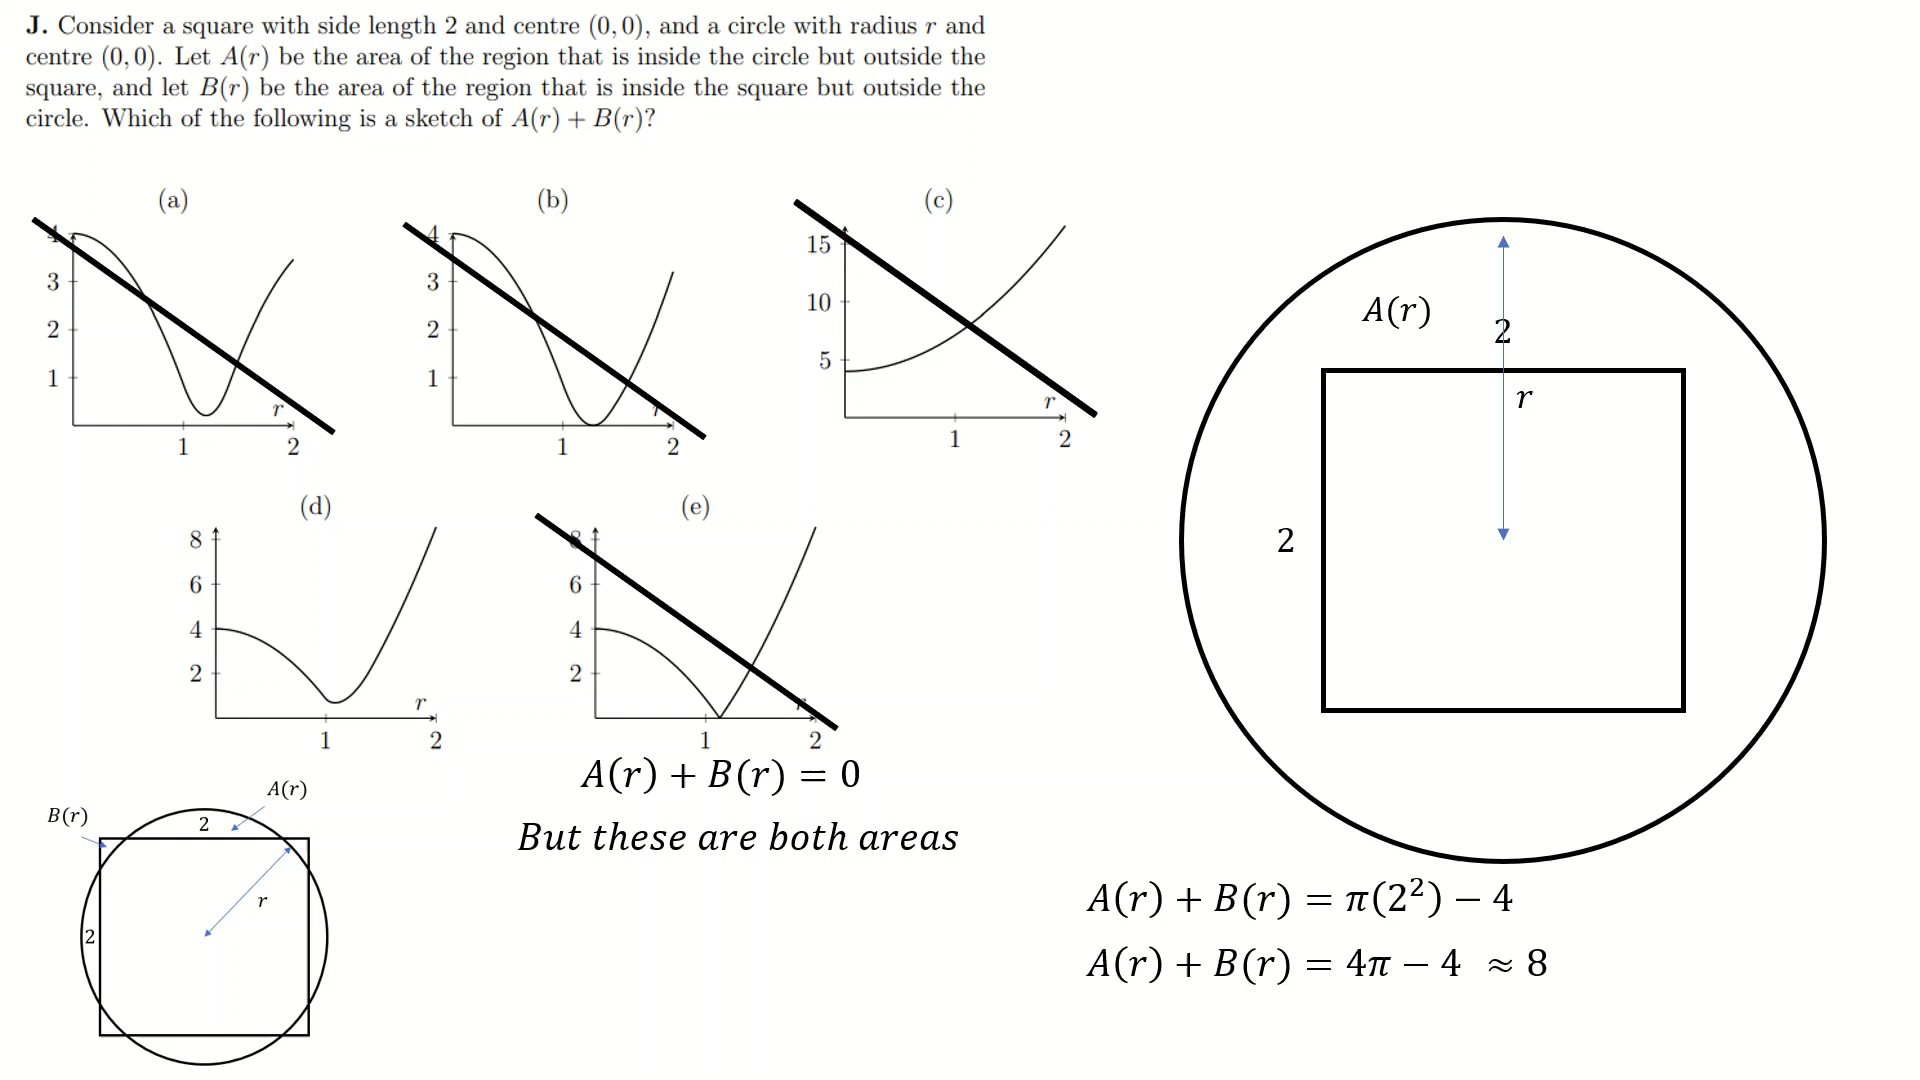 J. Consider a square with side length 2 and centre (0, 0), and a circle with radius r and
centre (0, 0). Let A(r) be the area of the region that is inside the circle but outside the
square, and let B(r) be the area of the region that is inside the square but outside the
circle. Which of the following is a sketch of A(r) + B(r)?
(a)
4
3
2
1
r
1 2
(b)
4
3
2
1
r
1 2
(c)
15
10
5
r
1 2
(d)
8
6
4
2
r
1 2
(e)
8
6
4
2
r
1 2
A(r) + B(r) = 0
But these are both areas
B(r)
A(r)
2
r
2
A(r)
2
r
2
A(r) + B(r) = π(2²) − 4
A(r) + B(r) = 4π − 4 ≈ 8